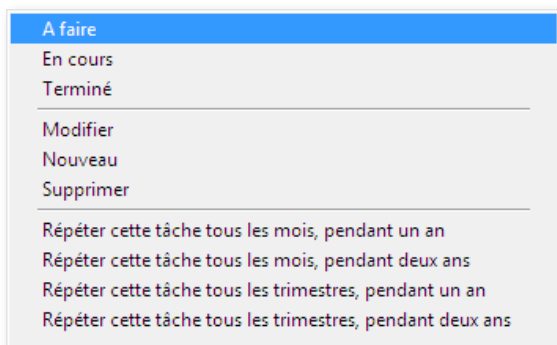 A faire
En cours
Terminé
Modifier
Nouveau
Supprimer
Répéter cette tâche tous les mois, pendant un an
Répéter cette tâche tous les mois, pendant deux ans
Répéter cette tâche tous les trimestres, pendant un an
Répéter cette tâche tous les trimestres, pendant deux ans